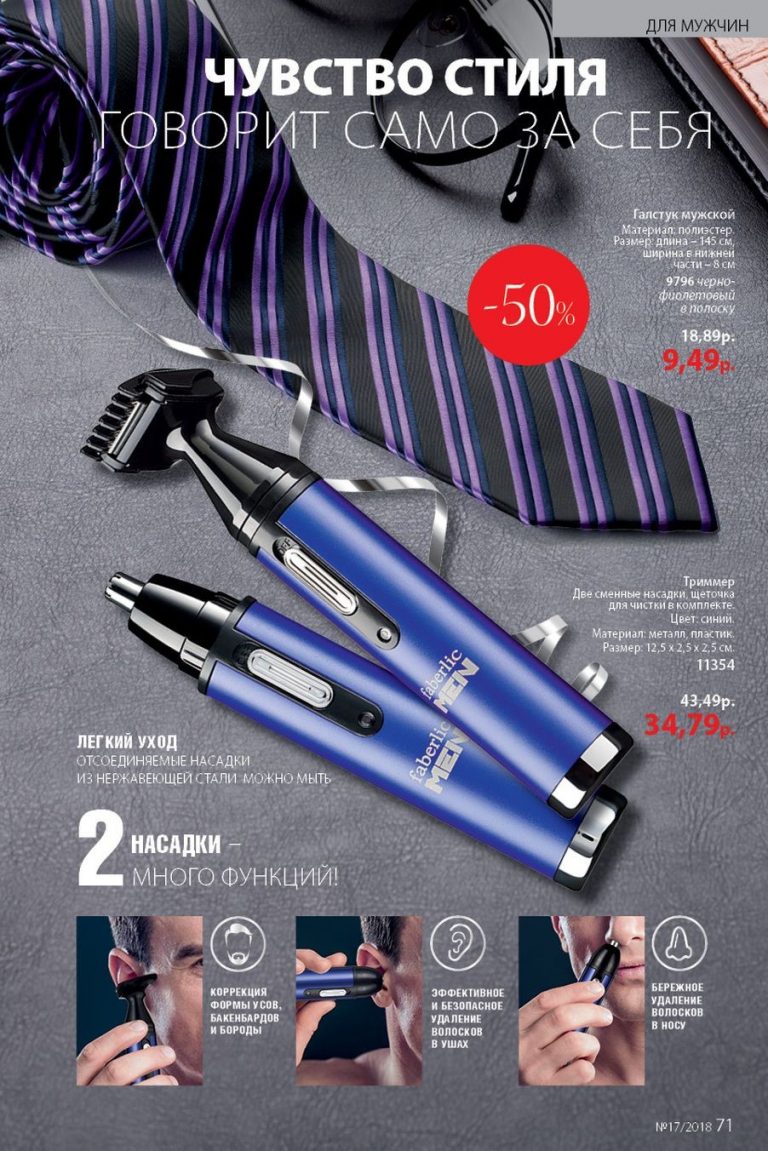 ДЛЯ МУЖЧИН
ЧУВСТВО СТИЛЯ
ГОВОРИТ САМО ЗА СЕБЯ
Галстук мужской
Материал: полиэстер.
Размер: длина – 145 см,
ширина в нижней
части – 8 см
9796 черно-
фиолетовый
в полоску
18,89р.
9,49р.
-50%
Триммер
Две сменные насадки, щеточка
для чистки в комплекте.
Цвет: синий.
Материал: металл, пластик.
Размер: 12,5 х 2,5 х 2,5 см.
11354
43,49р.
34,79р.
faberlic
MEN
faberlic
MEN
ЛЕГКИЙ УХОД
ОТСОЕДИНЯЕМЫЕ НАСАДКИ
ИЗ НЕРЖАВЕЮЩЕЙ СТАЛИ МОЖНО МЫТЬ
2 НАСАДКИ –
МНОГО ФУНКЦИЙ!
КОРРЕКЦИЯ
ФОРМЫ УСОВ,
БАКЕНБАРДОВ
И БОРОДЫ
ЭФФЕКТИВНОЕ
И БЕЗОПАСНОЕ
УДАЛЕНИЕ
ВОЛОСКОВ
В УШАХ
БЕРЕЖНОЕ
УДАЛЕНИЕ
ВОЛОСКОВ
В НОСУ
№17/2018 71